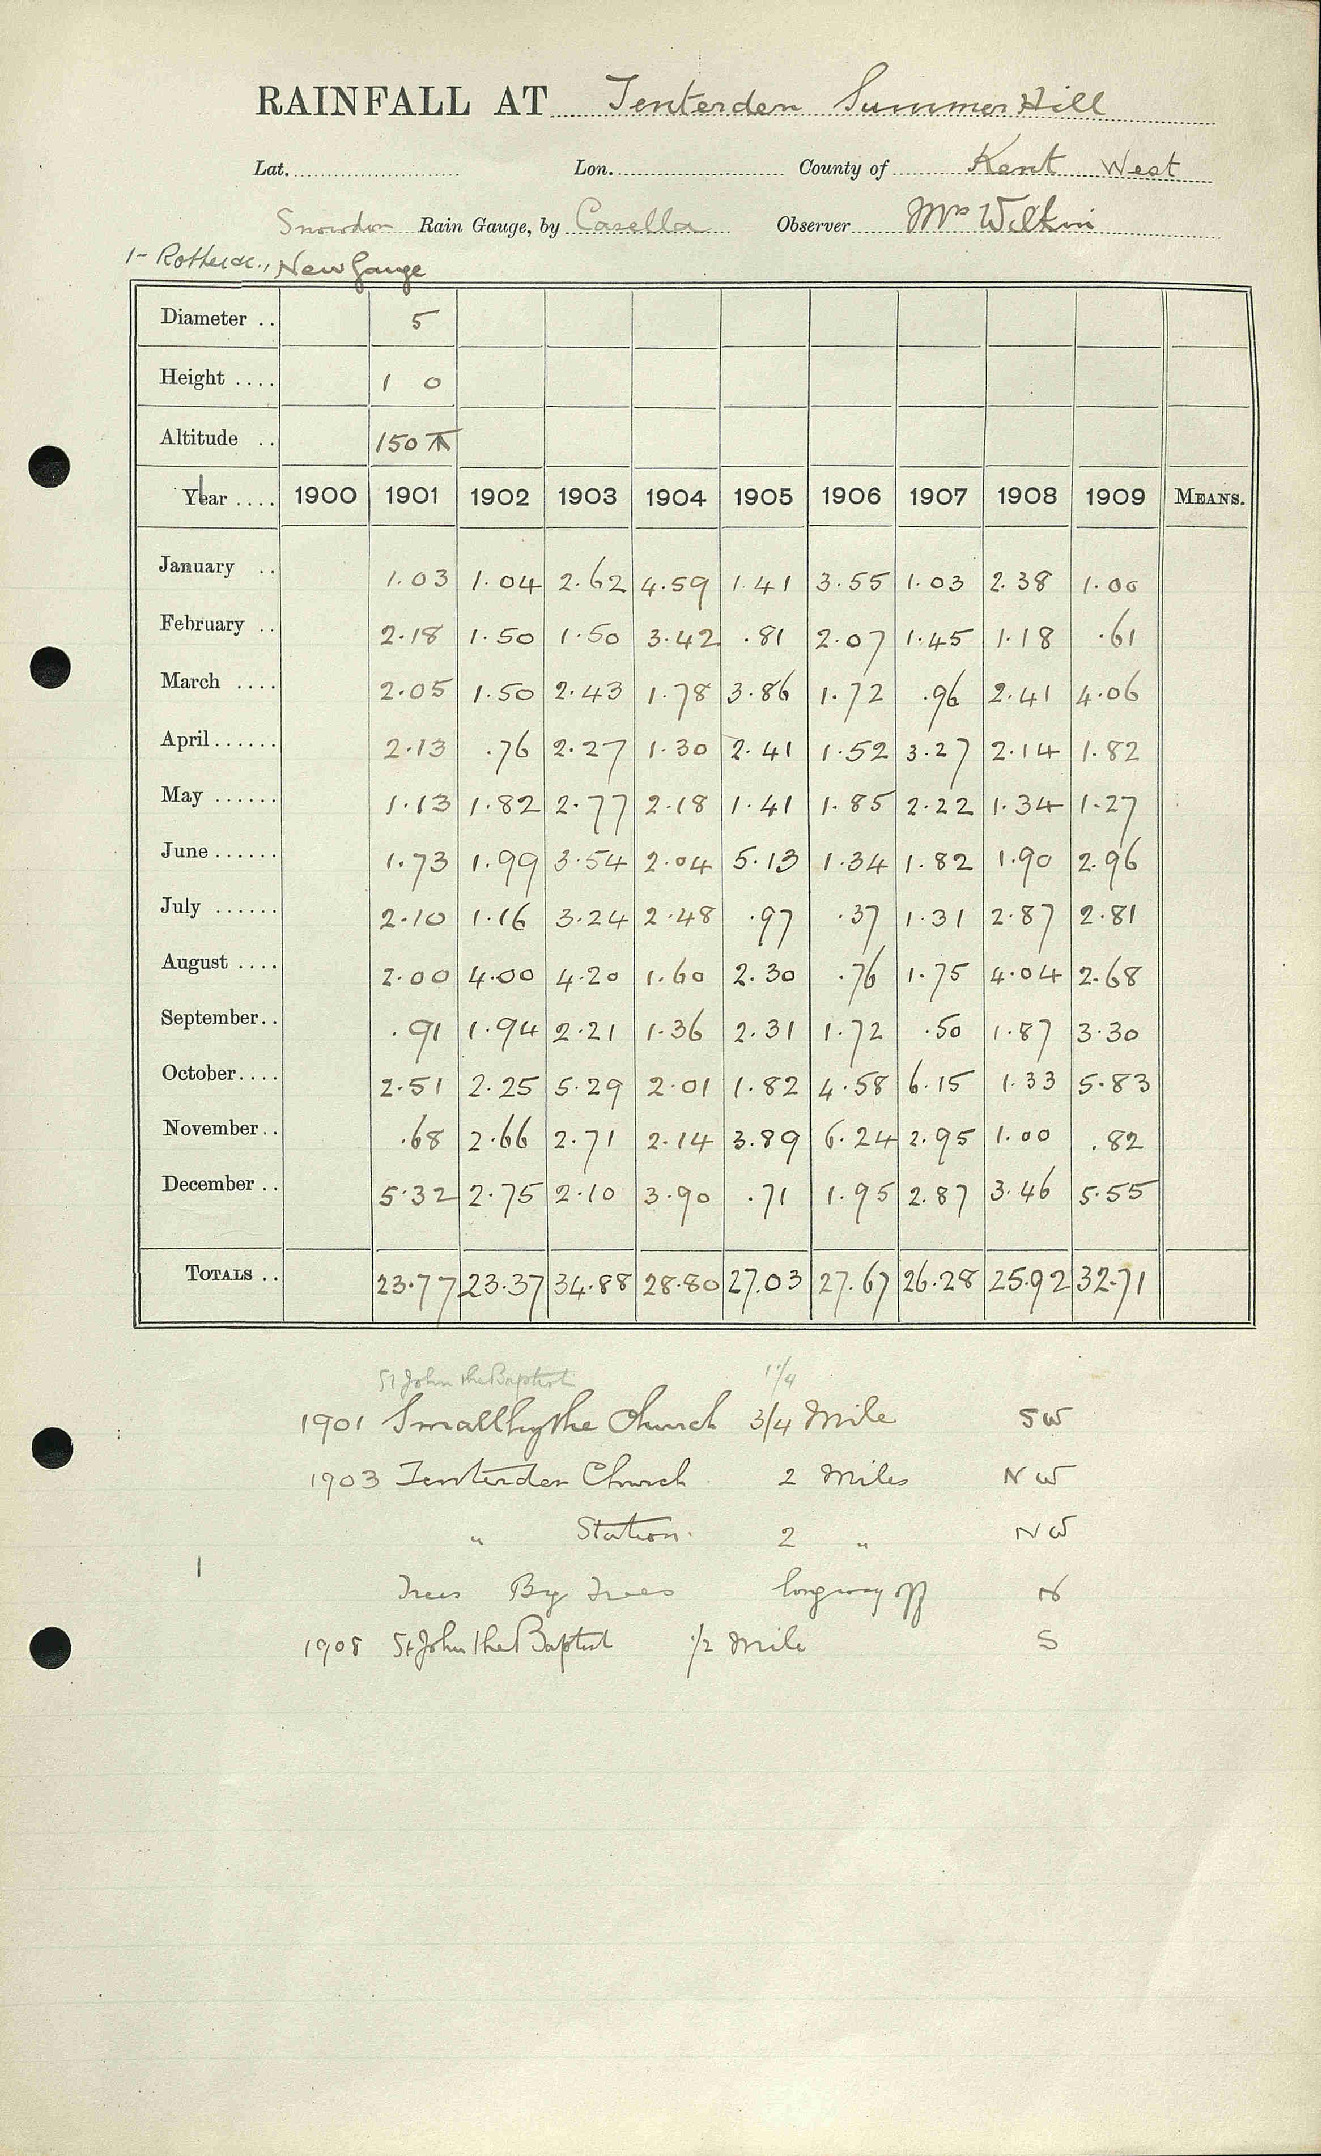 RAINFALL AT Tenterden Summer Hill
Lat. Lon. County of Kent West
Snowdon Rain Gauge, by Casella Observer Mrs Wilkin
New Gauge
Diameter .. 5
Height .... 1 0
Altitude .. 150
Year .... 1900 1901 1902 1903 1904 1905 1906 1907 1908 1909 MEANS.
January .. 1.03 1.04 2.62 4.59 1.41 3.55 1.03 2.38 1.00
February .. 2.18 1.50 1.50 3.42 .81 2.07 1.45 1.18 .61
March .... 2.05 1.50 2.43 1.78 3.86 1.72 .96 2.41 4.06
April...... 2.13 .76 2.27 1.30 2.41 1.52 3.27 2.14 1.82
May ...... 1.13 1.82 2.77 2.18 1.41 1.85 2.22 1.34 1.27
June...... 1.73 1.99 3.54 2.04 5.13 1.34 1.82 1.90 2.96
July ...... 2.10 1.16 3.24 2.48 .97 .37 1.31 2.87 2.81
August .... 2.00 4.00 4.20 1.60 2.30 .76 1.75 4.04 2.68
September.. .91 1.94 2.21 1.36 2.31 1.72 .50 1.87 3.30
October.... 2.51 2.25 5.29 2.01 1.82 4.58 6.15 1.33 5.83
November.. .68 2.66 2.71 2.14 3.89 6.24 2.95 1.00 .82
December .. 5.32 2.75 2.10 3.90 .71 1.95 2.87 3.46 5.55
TOTALS .. 23.77 23.37 34.88 28.80 27.03 27.67 26.28 25.92 32.71
St John the Baptist 1 1/4
1901 Smallhythe Church 3/4 Mile SW
1903 Tenterden Church 2 Miles NW
" Station 2 " NW
Trees Big Trees long way off N
1908 St John the Baptist 1/2 Mile S